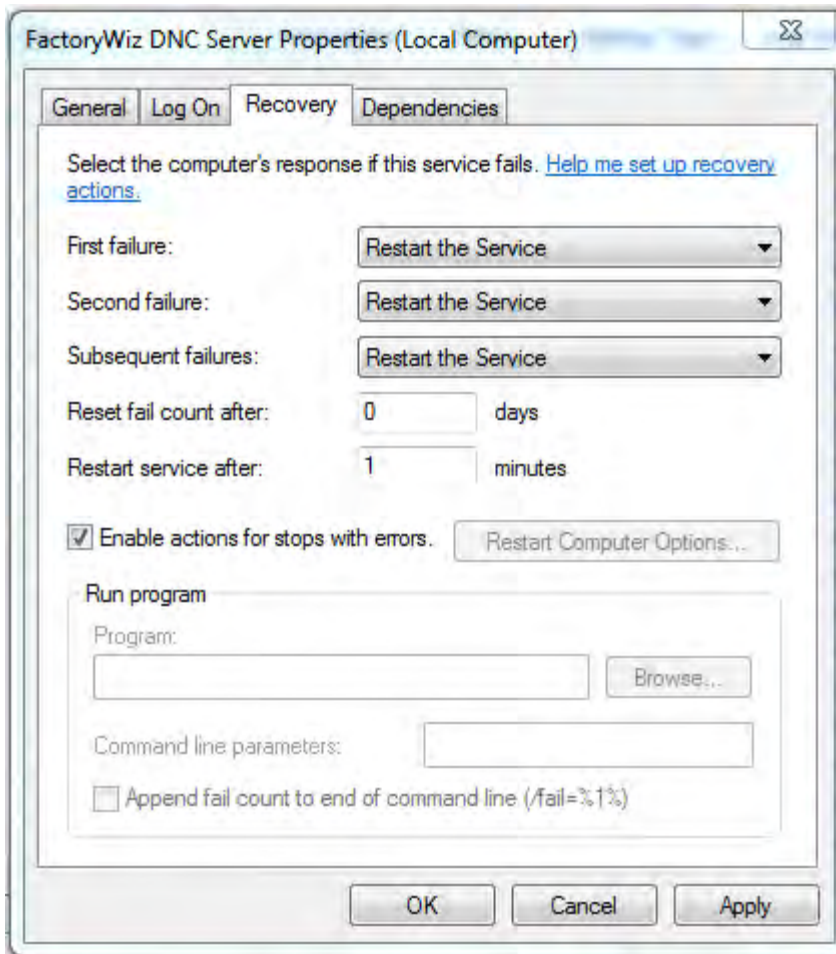 FactoryWiz DNC Server Properties (Local Computer)
General Log On Recovery Dependencies
Select the computer's response if this service fails. Help me set up recovery
actions.
First failure: Restart the Service
Second failure: Restart the Service
Subsequent failures: Restart the Service
Reset fail count after: 0 days
Restart service after: 1 minutes
Enable actions for stops with errors. Restart Computer Options...
Run program
Program:
Browse...
Command line parameters:
Append fail count to end of command line (/fail=%1%)
OK Cancel Apply